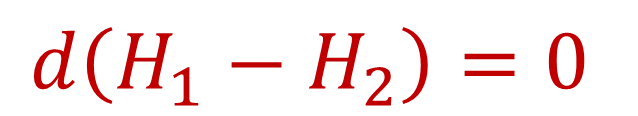 d(H₁ − H₂) = 0